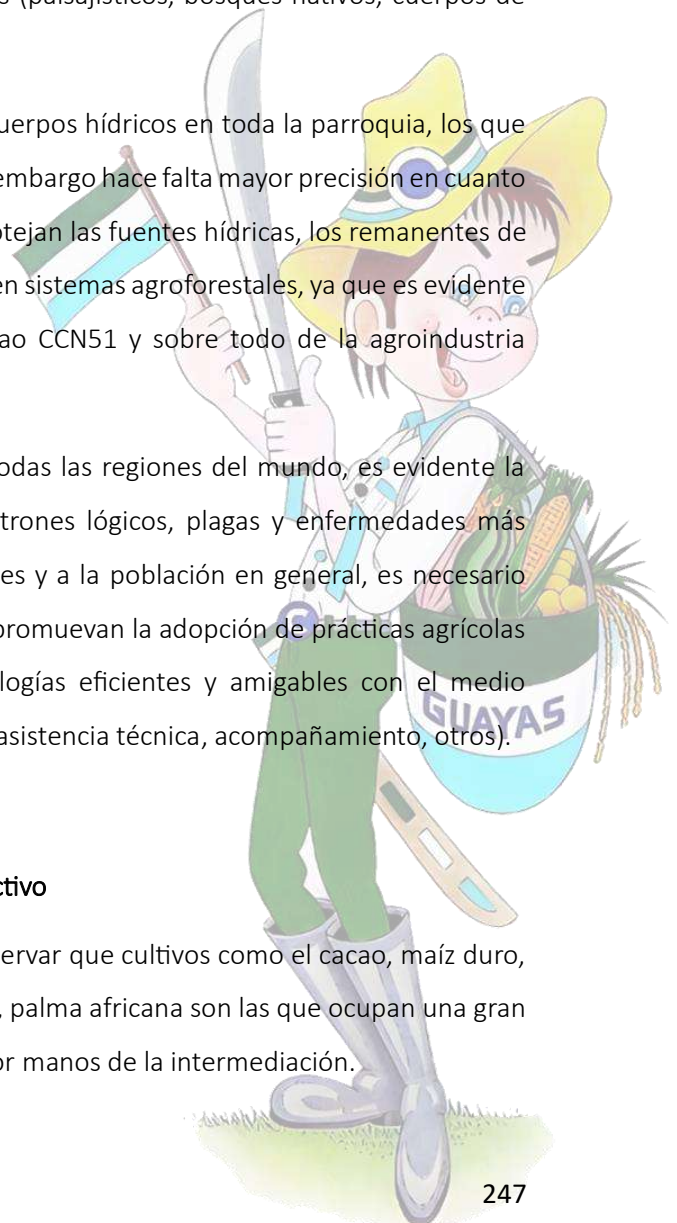 s (paisajísticos, bosques nativos, cuerpos de
uerpos hídricos en toda la parroquia, los que
embargo hace falta mayor precisión en cuanto
otejan las fuentes hídricas, los remanentes de
en sistemas agroforestales, ya que es evidente
ao CCN51 y sobre todo de la agroindustria
odas las regiones del mundo, es evidente la
trones lógicos, plagas y enfermedades más
es y a la población en general, es necesario
promuevan la adopción de prácticas agrícolas
logías eficientes y amigables con el medio
asistencia técnica, acompañamiento, otros).
GUAYAS
ctivo
servar que cultivos como el cacao, maíz duro,
, palma africana son las que ocupan una gran
or manos de la intermediación.
247